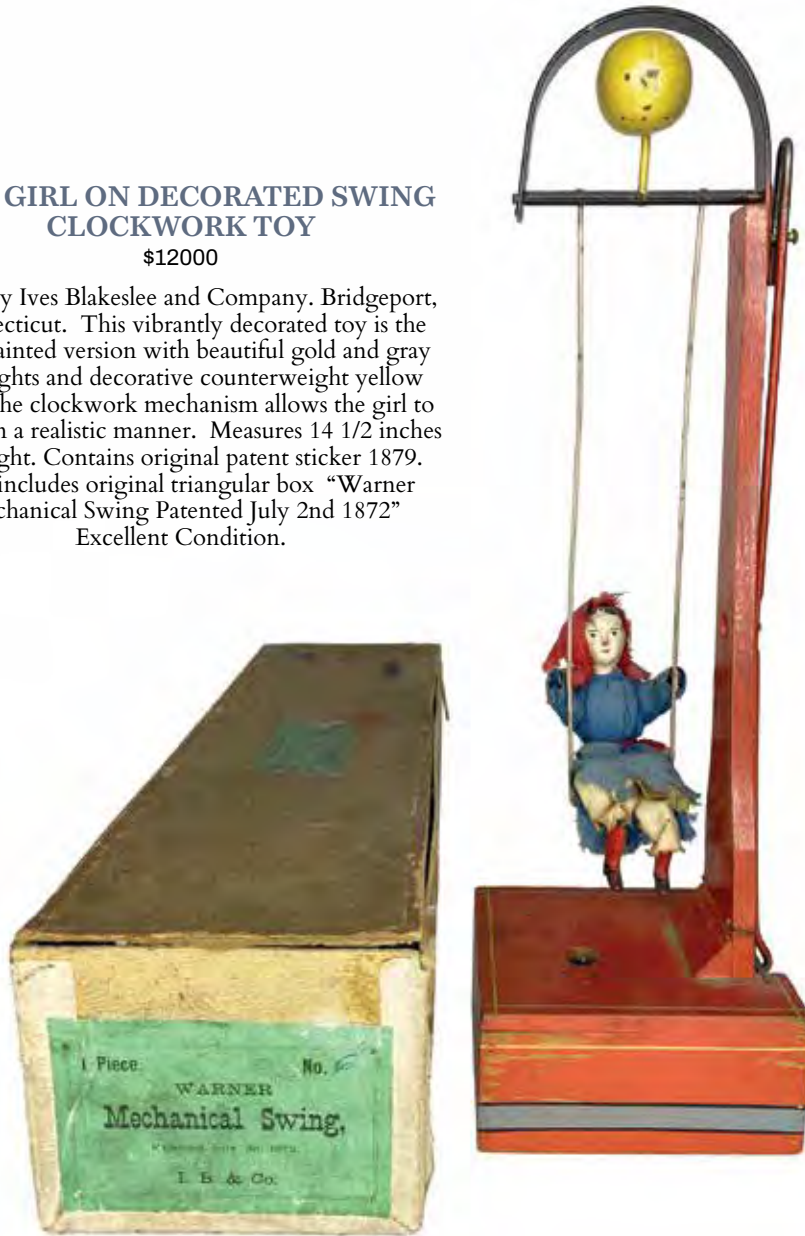 GIRL ON DECORATED SWING
CLOCKWORK TOY
$12000
y Ives Blakeslee and Company. Bridgeport,
ecticut. This vibrantly decorated toy is the
ainted version with beautiful gold and gray
ghts and decorative counterweight yellow
he clockwork mechanism allows the girl to
n a realistic manner. Measures 14 1/2 inches
ght. Contains original patent sticker 1879.
includes original triangular box “Warner
chanical Swing Patented July 2nd 1872”
Excellent Condition.
1 Piece. No.
WARNER
Mechanical Swing,
I. B. & Co.